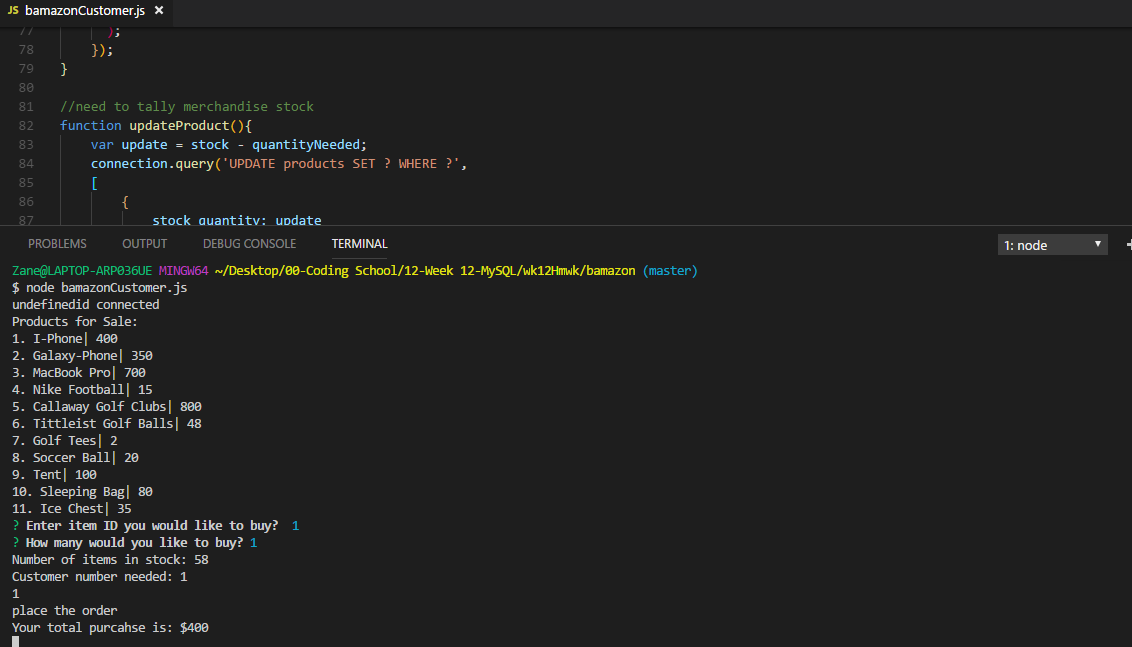 JS bamazonCustomer.js ×
77 );
78 });
79 }
80
81 //need to tally merchandise stock
82 function updateProduct(){
83 var update = stock - quantityNeeded;
84 connection.query('UPDATE products SET ? WHERE ?',
85 [
86 {
87 stock_quantity: update
PROBLEMS OUTPUT DEBUG CONSOLE TERMINAL 1: node
Zane@LAPTOP-ARP036UE MINGW64 ~/Desktop/00-Coding School/12-Week 12-MySQL/wk12Hmwk/bamazon (master)
$ node bamazonCustomer.js
undefinedid connected
Products for Sale:
1. I-Phone| 400
2. Galaxy-Phone| 350
3. MacBook Pro| 700
4. Nike Football| 15
5. Callaway Golf Clubs| 800
6. Tittleist Golf Balls| 48
7. Golf Tees| 2
8. Soccer Ball| 20
9. Tent| 100
10. Sleeping Bag| 80
11. Ice Chest| 35
? Enter item ID you would like to buy? 1
? How many would you like to buy? 1
Number of items in stock: 58
Customer number needed: 1
1
place the order
Your total purcahse is: $400